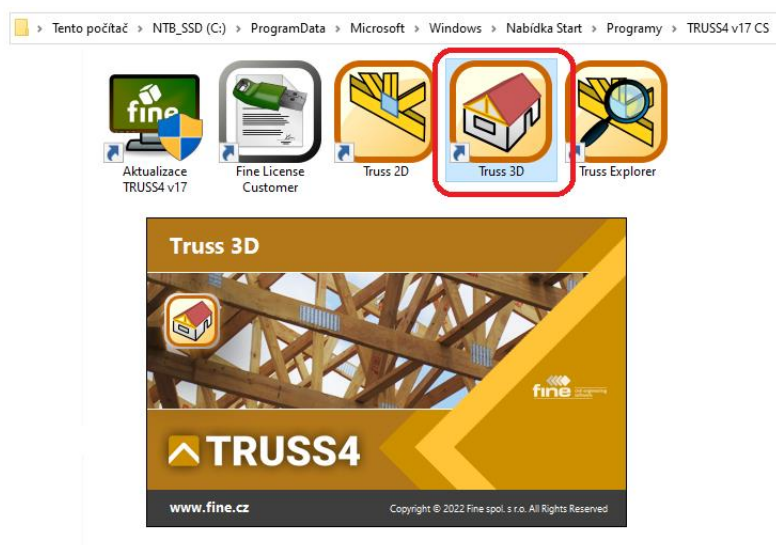 Tento počítač > NTB_SSD (C:) > ProgramData > Microsoft > Windows > Nabídka Start > Programy > TRUSS4 v17 CS
fine
Aktualizace
TRUSS4 v17
Fine License
Customer
Truss 2D
Truss 3D
Truss Explorer
Truss 3D
fine
TRUSS4
www.fine.cz
Copyright © 2022 Fine spol. s r.o. All Rights Reserved